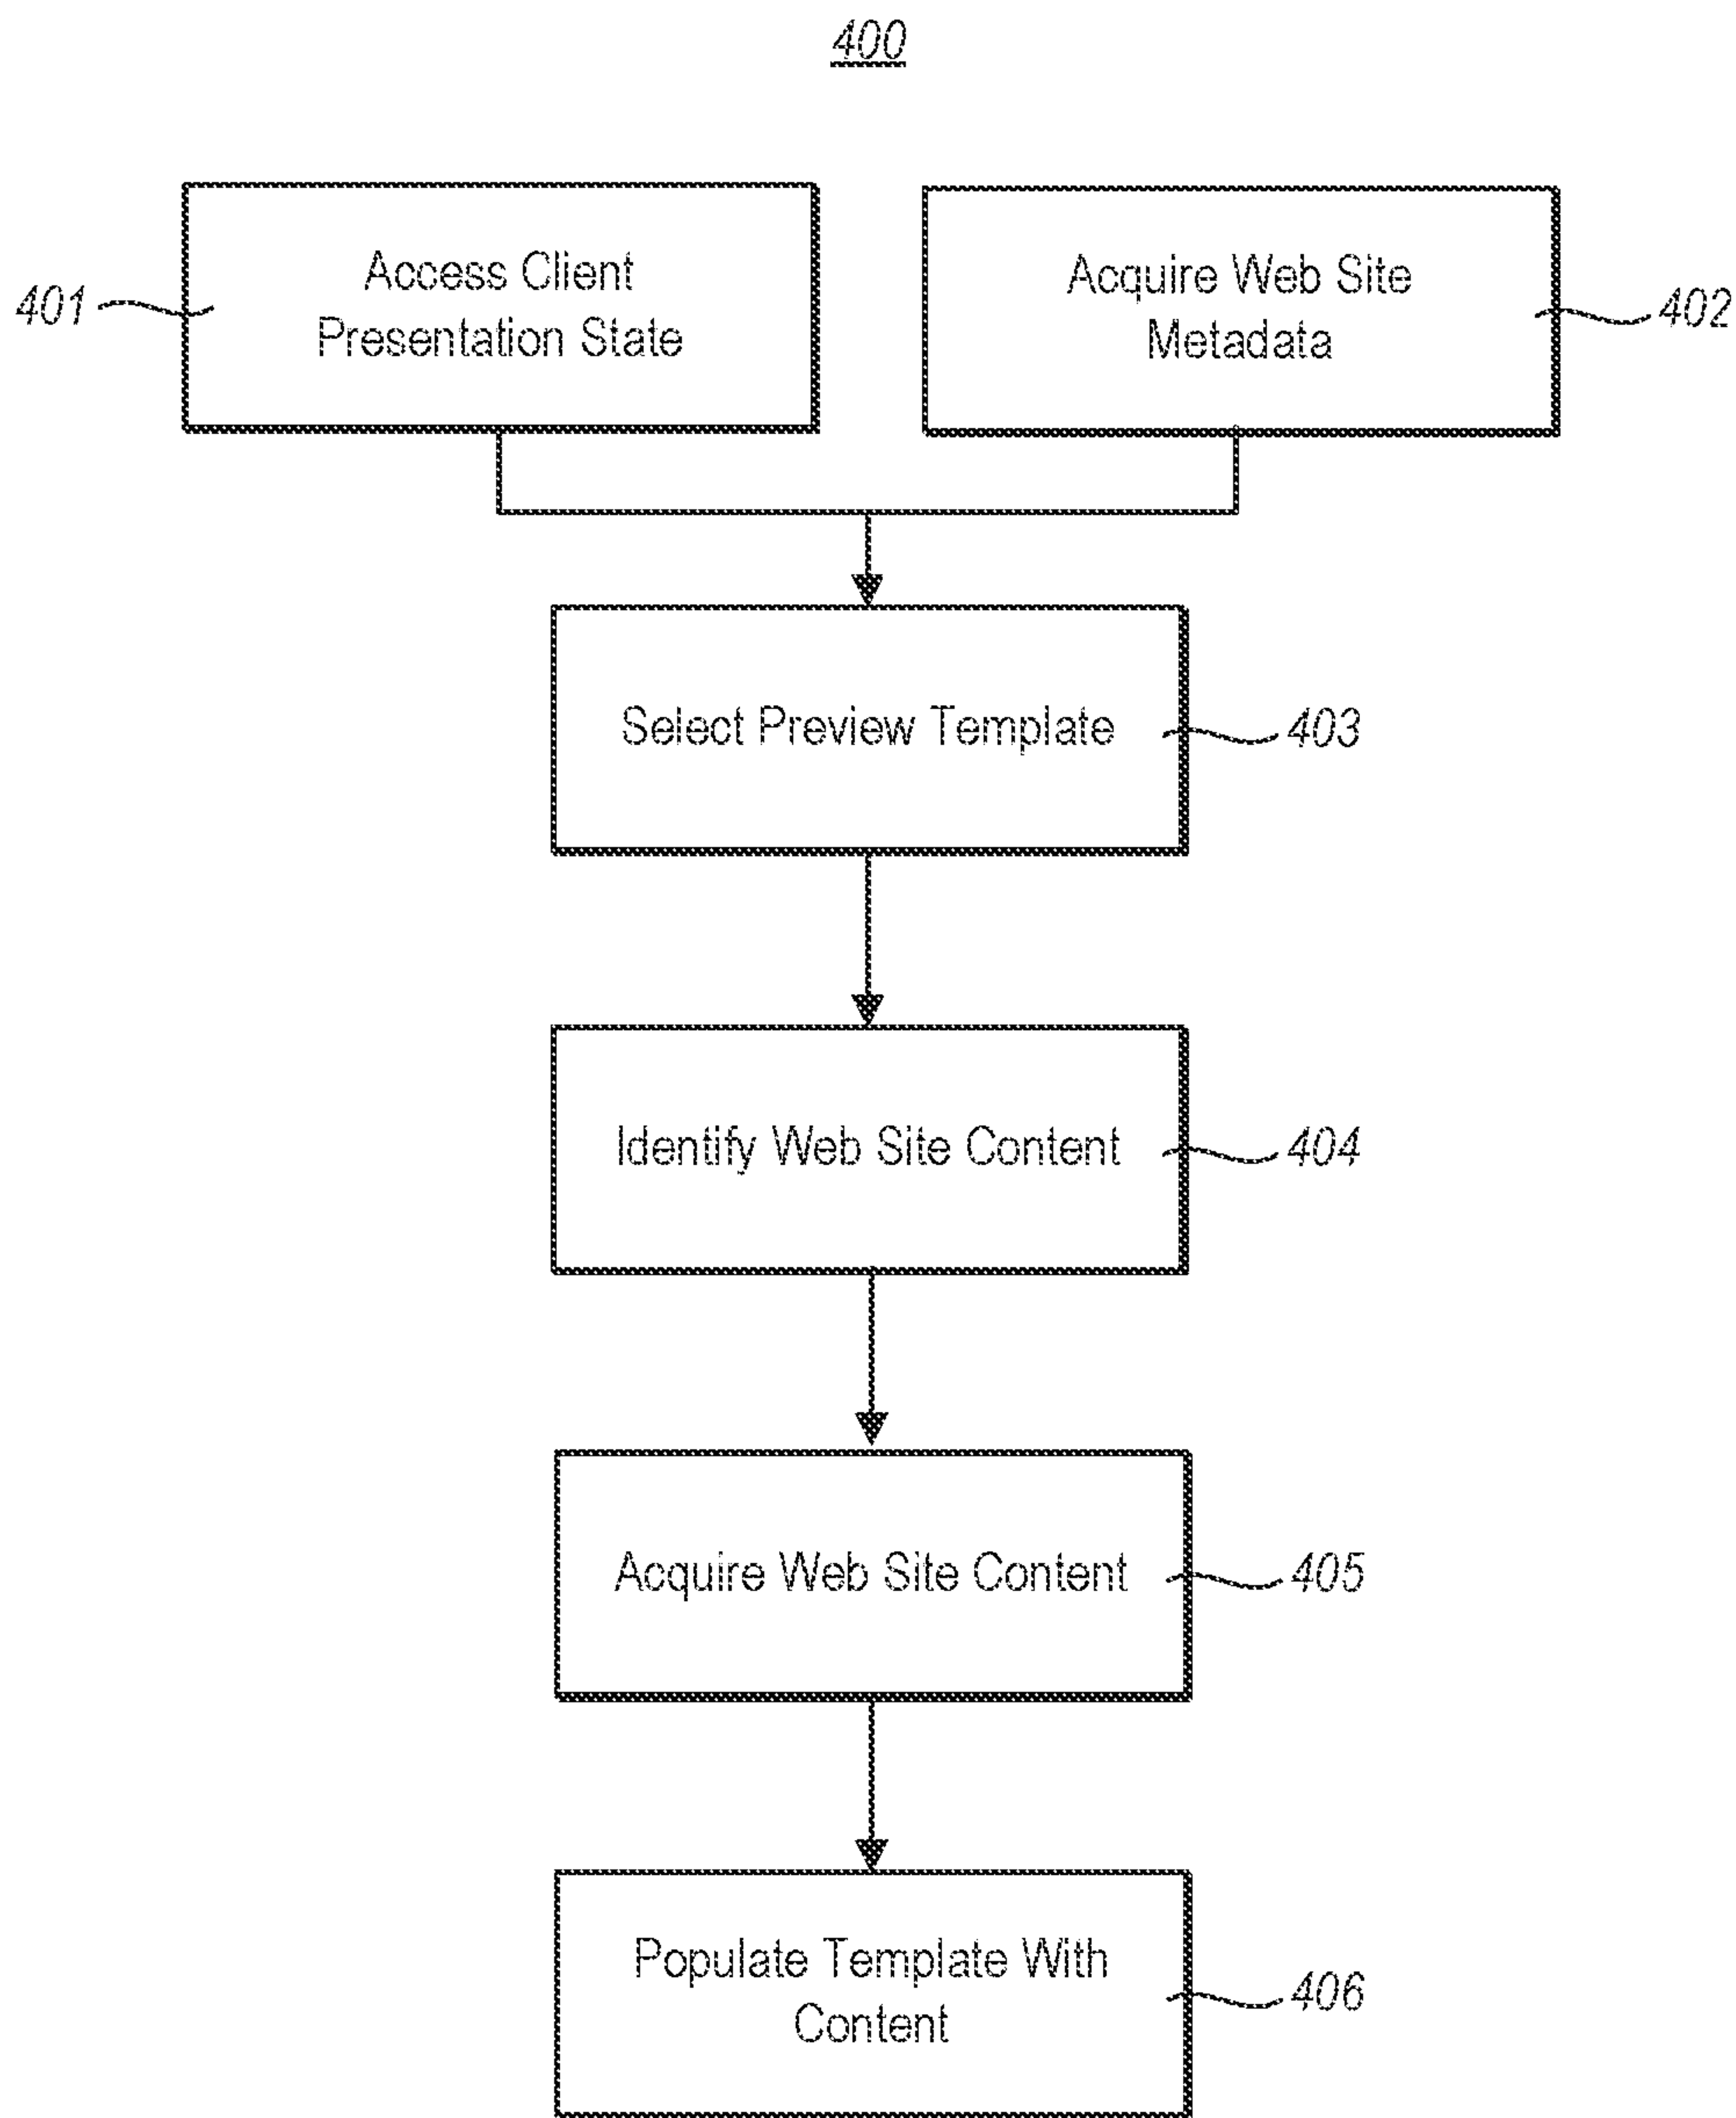 400
Access Client
Presentation State
401
Acquire Web Site
Metadata
402
Select Preview Template
403
Identify Web Site Content
404
Acquire Web Site Content
405
Populate Template With
Content
406